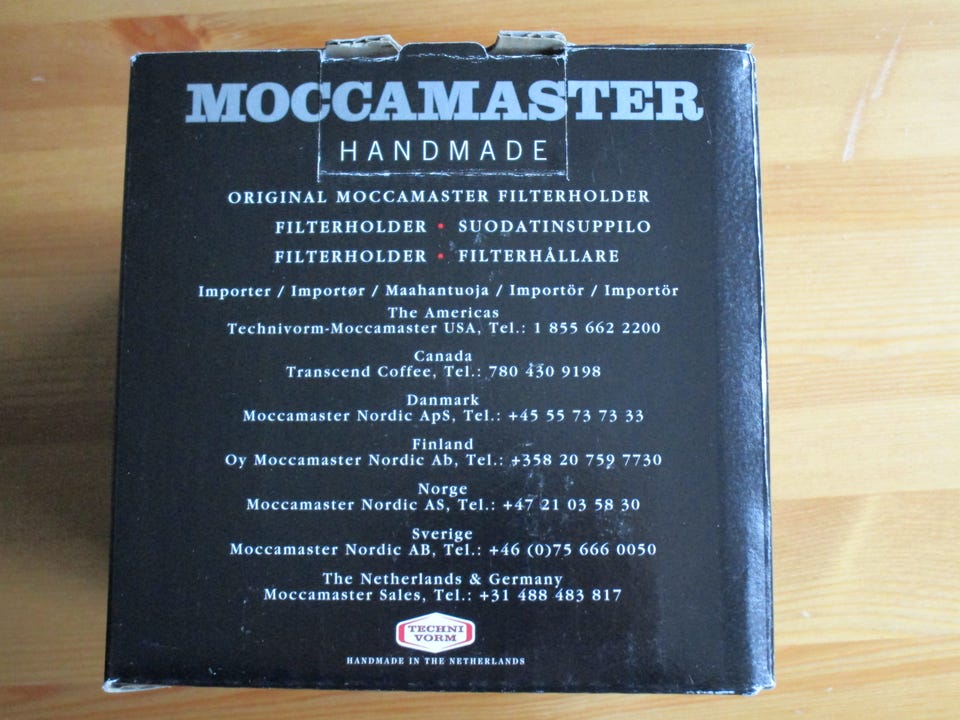 MOCCAMASTER
HANDMADE
ORIGINAL MOCCAMASTER FILTERHOLDER
FILTERHOLDER • SUODATINSUPPILO
FILTERHOLDER • FILTERHÅLLARE
Importer / Importør / Maahantuoja / Importör / Importör
The Americas
Technivorm-Moccamaster USA, Tel.: 1 855 662 2200
Canada
Transcend Coffee, Tel.: 780 430 9198
Danmark
Moccamaster Nordic ApS, Tel.: +45 55 73 73 33
Finland
Oy Moccamaster Nordic Ab, Tel.: +358 20 759 7730
Norge
Moccamaster Nordic AS, Tel.: +47 21 03 58 30
Sverige
Moccamaster Nordic AB, Tel.: +46 (0)75 666 0050
The Netherlands & Germany
Moccamaster Sales, Tel.: +31 488 483 817
TECHNI
VORM
HANDMADE IN THE NETHERLANDS